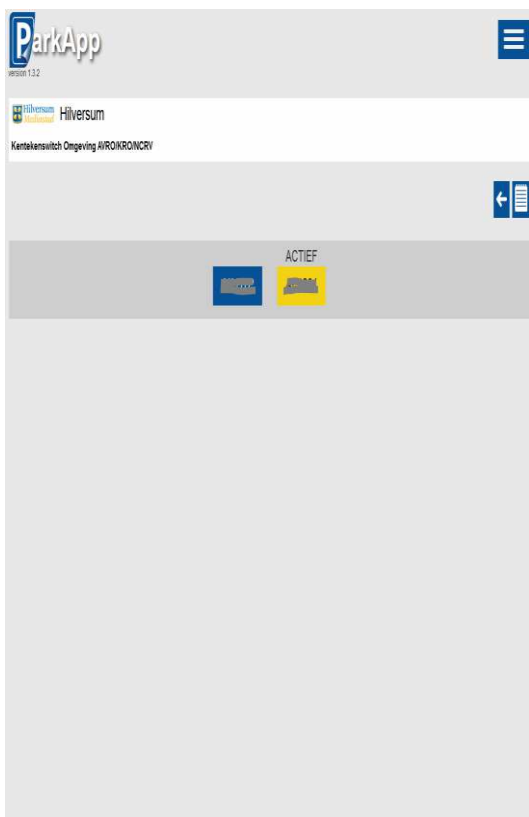 ParkApp
version 1.3.2
Hilversum
Mediastad
Hilversum
Kentekenswitch Omgeving AVRO/KRO/NCRV
ACTIEF